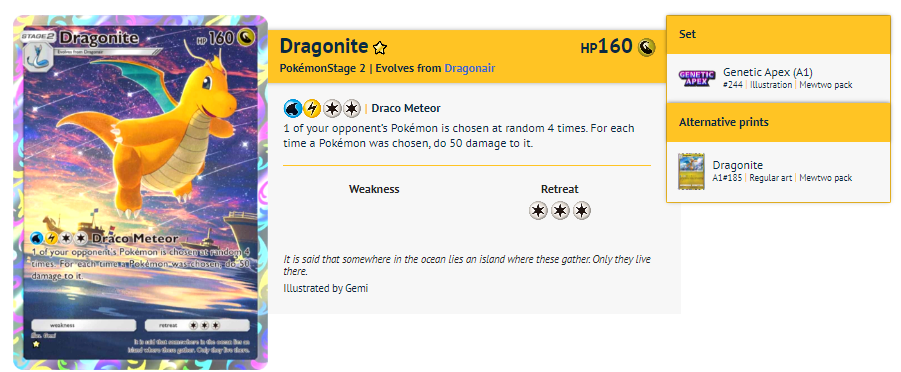 STAGE 2 Dragonite HP 160
Evolves from Dragonair
Draco Meteor
1 of your opponent's Pokémon is chosen at random 4
times. For each time a Pokémon was chosen, do 50
damage to it.
weakness
retreat
Illus. Gemi
It is said that somewhere in the ocean lies an
island where these gather. Only they live there.
Dragonite HP160
PokémonStage 2 | Evolves from Dragonair
| Draco Meteor
1 of your opponent's Pokémon is chosen at random 4 times. For each
time a Pokémon was chosen, do 50 damage to it.
Weakness
Retreat
It is said that somewhere in the ocean lies an island where these gather. Only they live
there.
Illustrated by Gemi
Set
GENETIC
APEX
Genetic Apex (A1)
#244 | Illustration | Mewtwo pack
Alternative prints
Dragonite
A1#185 | Regular art | Mewtwo pack